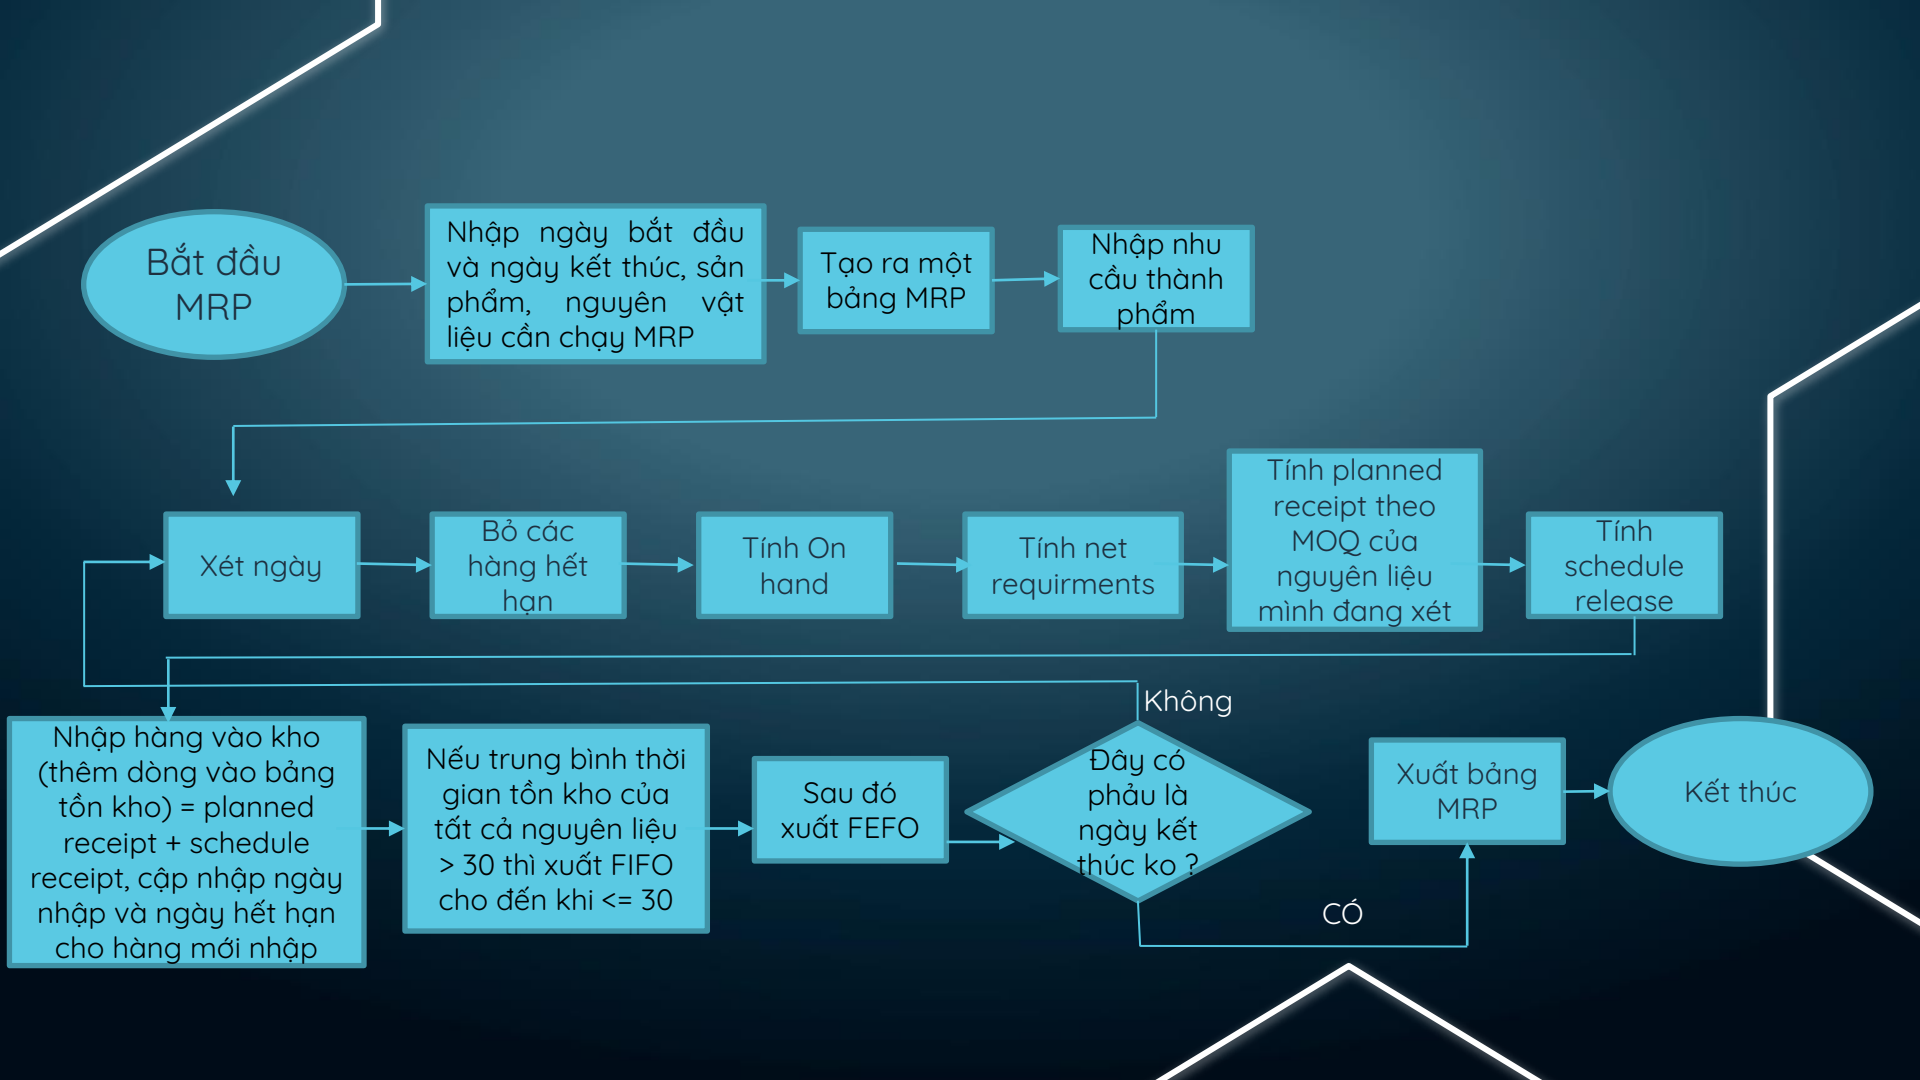 Bắt đầu
MRP
Nhập ngày bắt đầu
và ngày kết thúc, sản
phẩm, nguyên vật
liệu cần chạy MRP
Tạo ra một
bảng MRP
Nhập nhu
cầu thành
phẩm
Xét ngày
Bỏ các
hàng hết
hạn
Tính On
hand
Tính net
requirments
Tính planned
receipt theo
MOQ của
nguyên liệu
mình đang xét
Tính
schedule
release
Nhập hàng vào kho
(thêm dòng vào bảng
tồn kho) = planned
receipt + schedule
receipt, cập nhập ngày
nhập và ngày hết hạn
cho hàng mới nhập
Nếu trung bình thời
gian tồn kho của
tất cả nguyên liệu
> 30 thì xuất FIFO
cho đến khi <= 30
Sau đó
xuất FEFO
Không
Đây có
phảu là
ngày kết
thúc ko ?
CÓ
Xuất bảng
MRP
Kết thúc